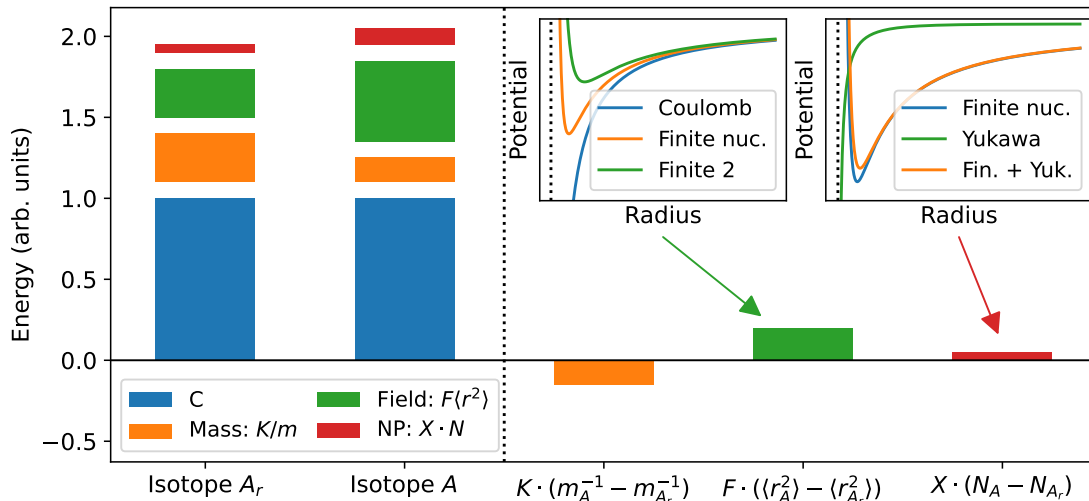 Energy (arb. units)
2.0
1.5
1.0
0.5
0.0
−0.5
C
Mass: K/m
Field: F⟨r²⟩
NP: X · N
Isotope A_r
Isotope A
K · (m_A^{−1} − m_{A_r}^{−1})
F · (⟨r_A^2⟩ − ⟨r_{A_r}^2⟩)
X · (N_A − N_{A_r})
Potential
Coulomb
Finite nuc.
Finite 2
Radius
Potential
Finite nuc.
Yukawa
Fin. + Yuk.
Radius